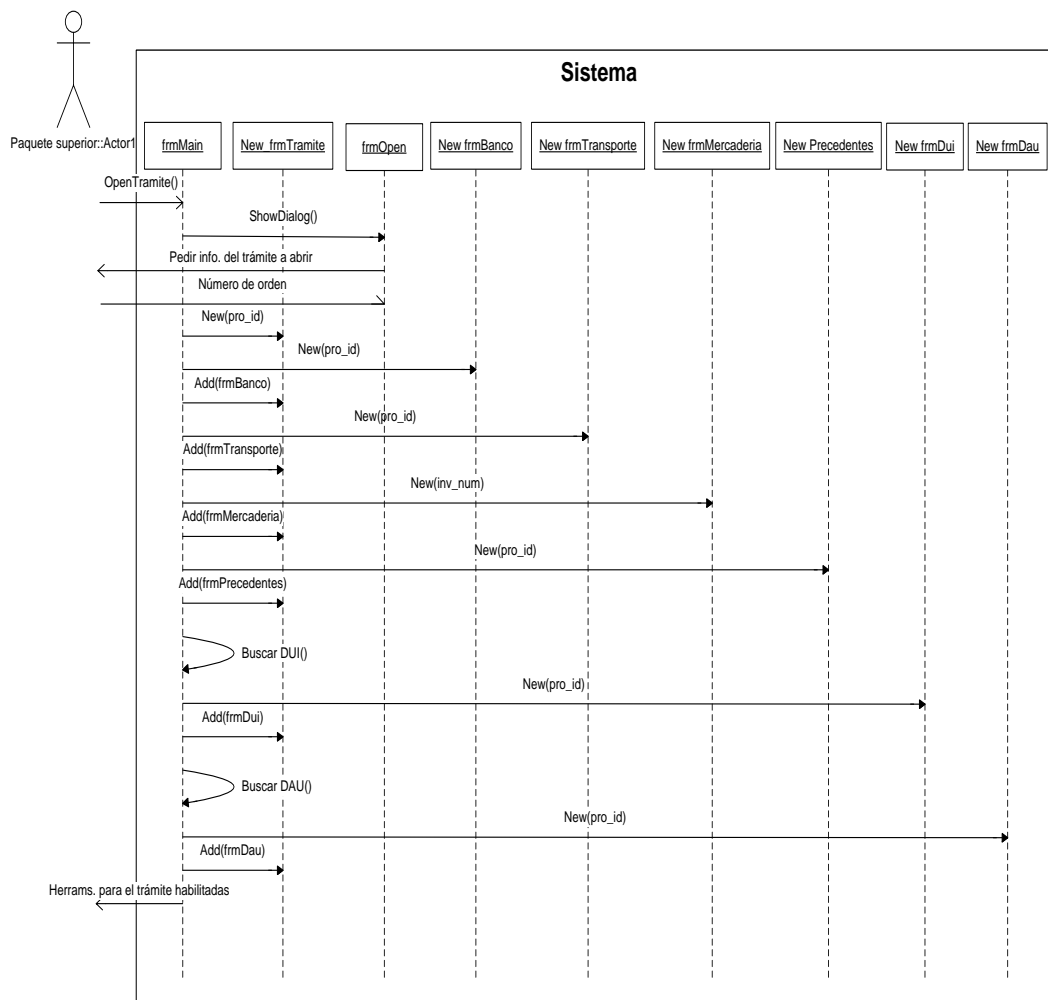 Sistema
Paquete superior::Actor1
frmMain
New_frmTramite
frmOpen
New frmBanco
New frmTransporte
New frmMercaderia
New Precedentes
New frmDui
New frmDau
OpenTramite()
ShowDialog()
Pedir info. del trámite a abrir
Número de orden
New(pro_id)
New(pro_id)
Add(frmBanco)
New(pro_id)
Add(frmTransporte)
New(inv_num)
Add(frmMercaderia)
New(pro_id)
Add(frmPrecedentes)
Buscar DUI()
New(pro_id)
Add(frmDui)
Buscar DAU()
New(pro_id)
Add(frmDau)
Herrams. para el trámite habilitadas